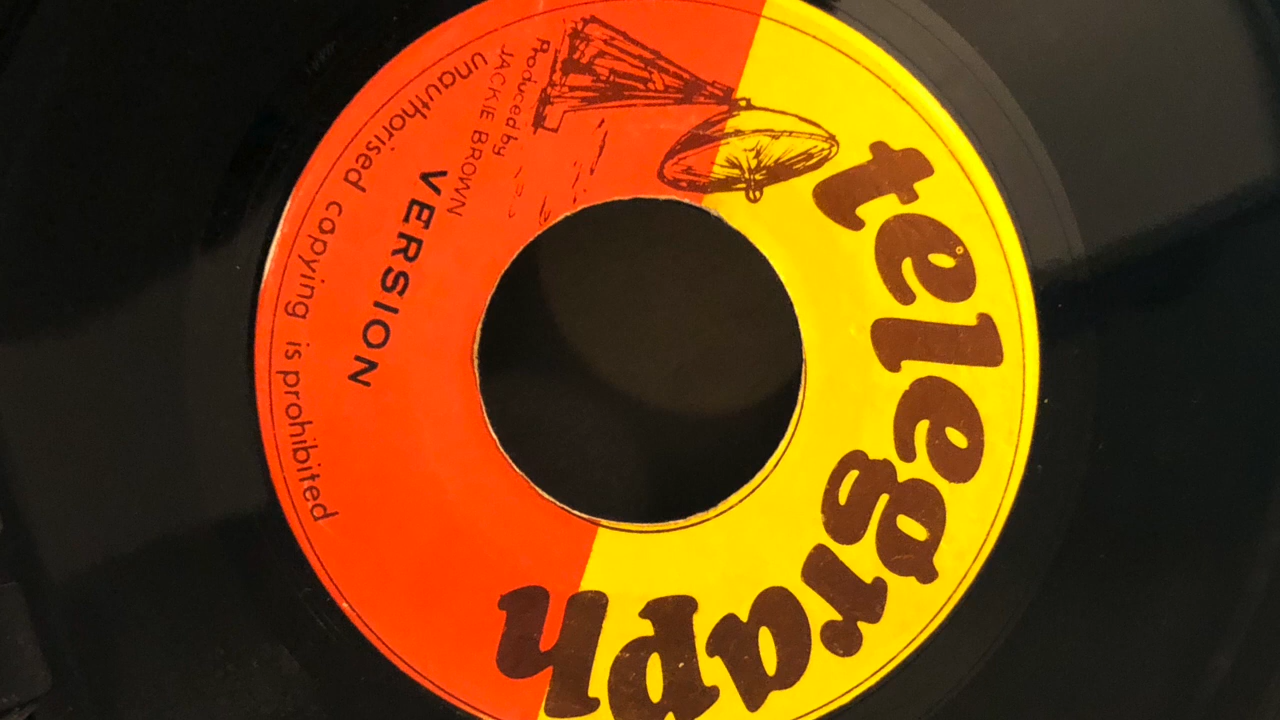 telegraph
Produced by
JACKIE BROWN
VERSION
Unauthorised copying is prohibited